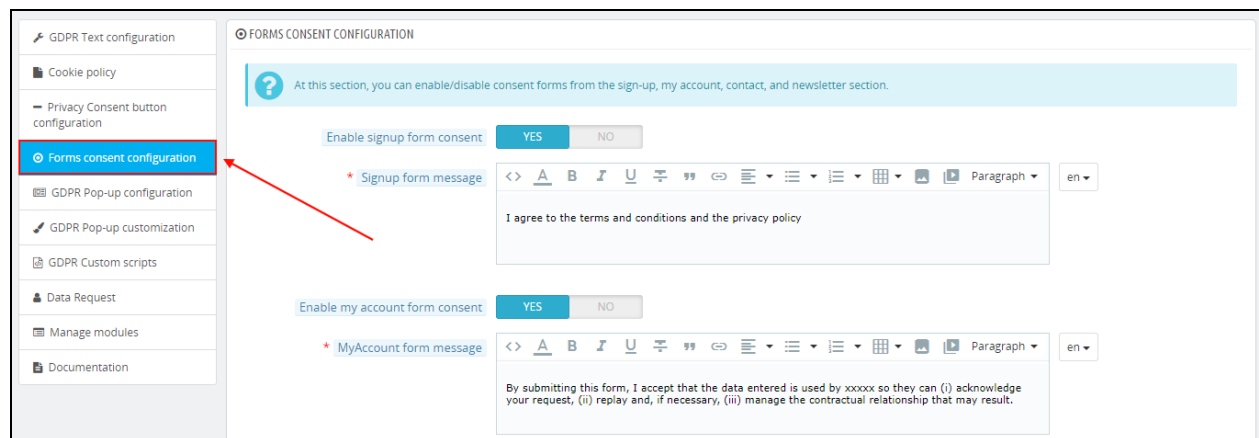 GDPR Text configuration
Cookie policy
Privacy Consent button
configuration
Forms consent configuration
GDPR Pop-up configuration
GDPR Pop-up customization
GDPR Custom scripts
Data Request
Manage modules
Documentation
FORMS CONSENT CONFIGURATION
At this section, you can enable/disable consent forms from the sign-up, my account, contact, and newsletter section.
Enable signup form consent YES NO
* Signup form message <> A B I U Paragraph en
I agree to the terms and conditions and the privacy policy
Enable my account form consent YES NO
* MyAccount form message <> A B I U Paragraph en
By submitting this form, I accept that the data entered is used by xxxxx so they can (i) acknowledge
your request, (ii) replay and, if necessary, (iii) manage the contractual relationship that may result.